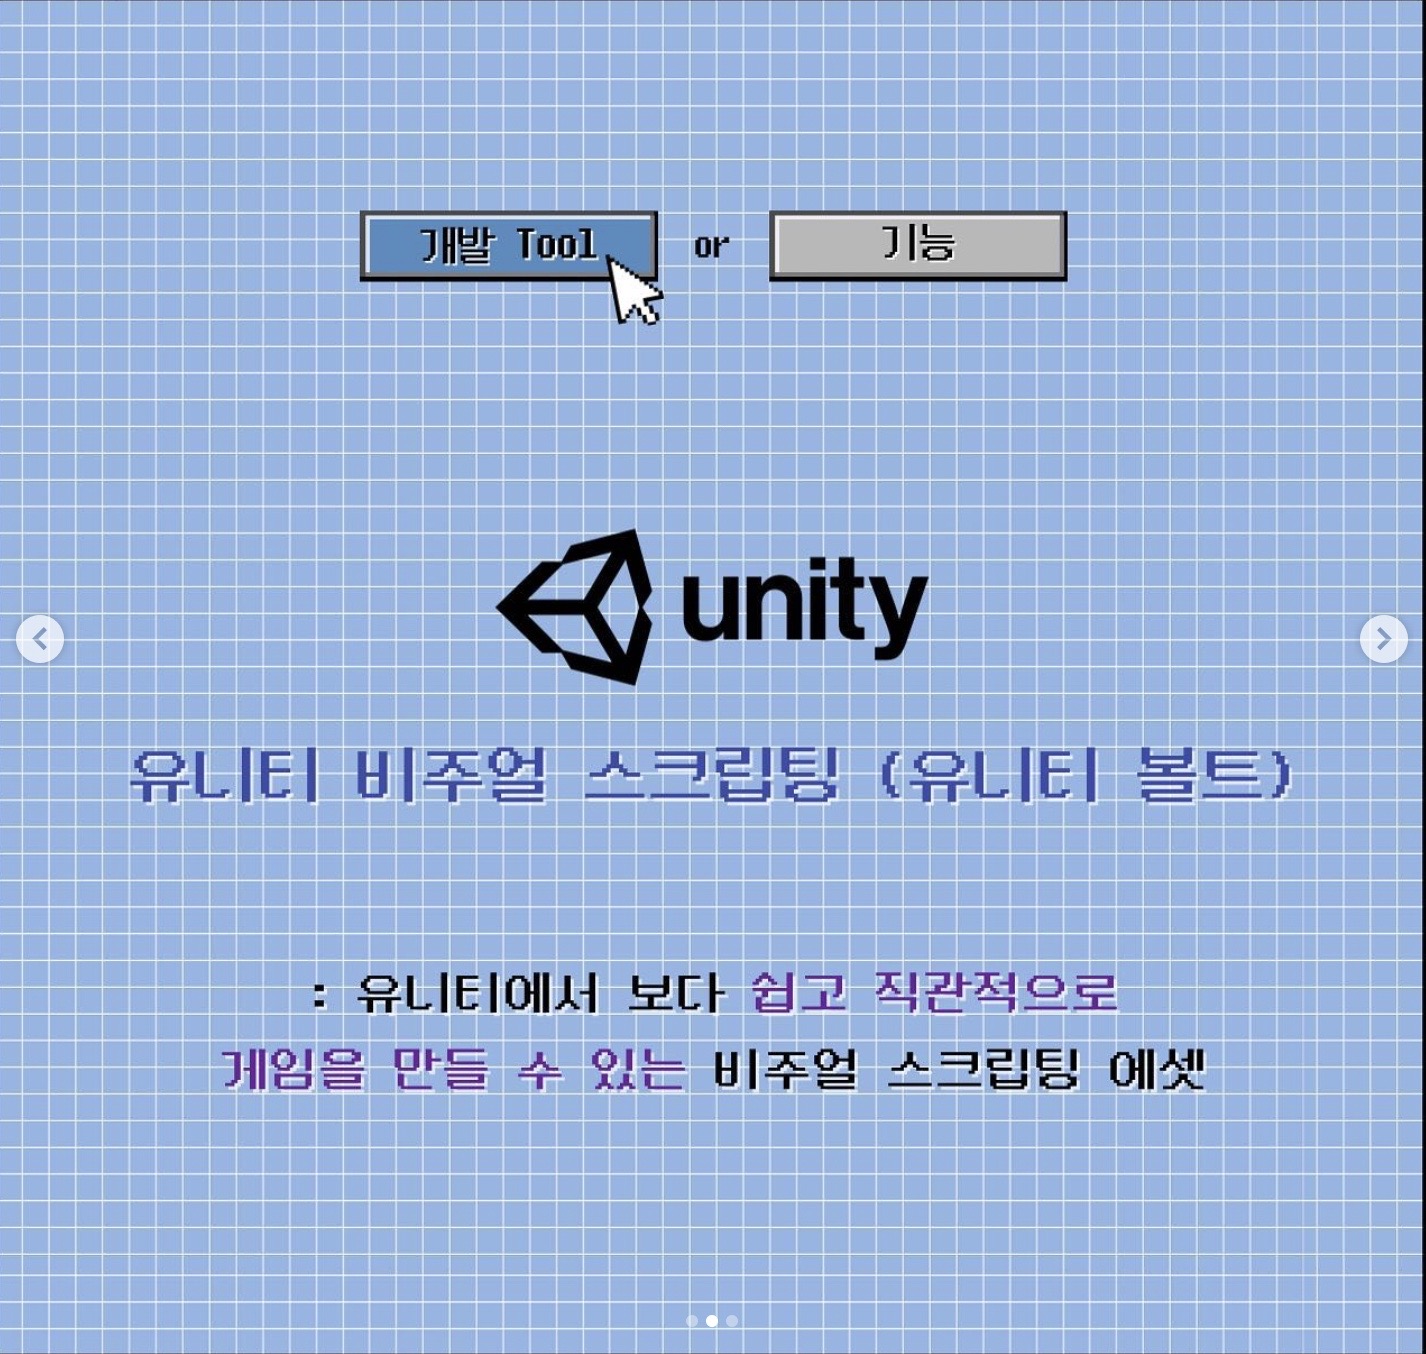 개발 Tool or 기능
unity
유니티 비주얼 스크립팅 (유니티 볼트)
: 유니티에서 보다 쉽고 직관적으로
게임을 만들 수 있는 비주얼 스크립팅 에셋